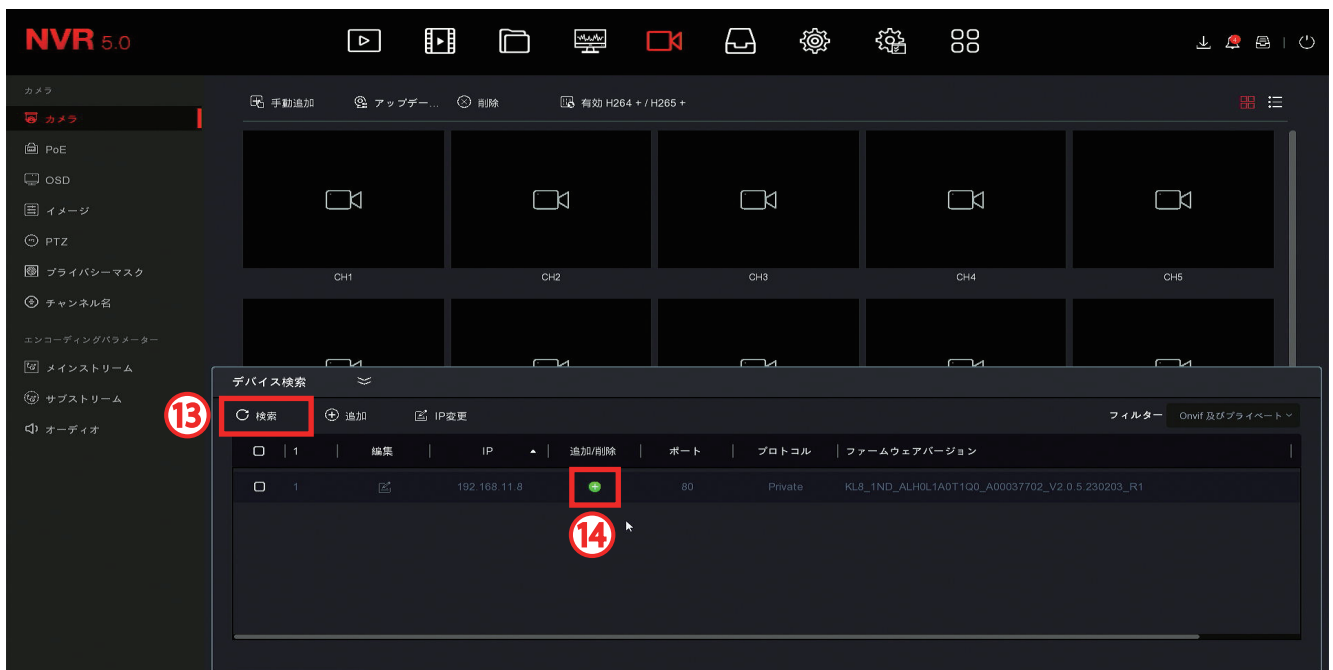 NVR 5.0
カメラ
カメラ
PoE
OSD
イメージ
PTZ
プライバシーマスク
チャンネル名
エンコーディングパラメーター
メインストリーム
サブストリーム
オーディオ
手動追加 アップデー... 削除 有効 H264 + / H265 +
CH1 CH2 CH3 CH4 CH5
デバイス検索
⑬ 検索 追加 IP変更 フィルター Onvif 及びプライベート
1 編集 IP 追加/削除 ポート プロトコル ファームウェアバージョン
1 192.168.11.8 80 Private KL8_1ND_ALH0L1A0T1Q0_A00037702_V2.0.5.230203_R1
⑭